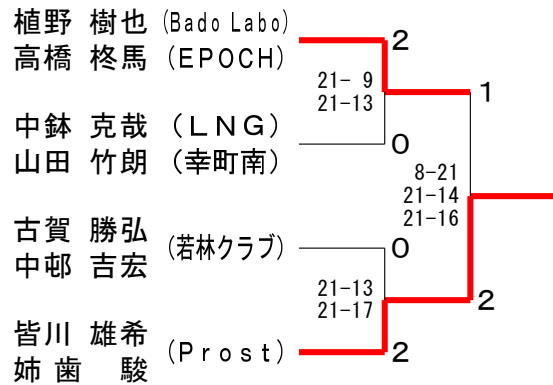 植野 樹也 (Bado Labo)
高橋 柊馬 (EPOCH)
2
21- 9
21-13
1
中鉢 克哉 (ＬＮＧ)
山田 竹朗 (幸町南)
0
8-21
21-14
21-16
古賀 勝弘
中邨 吉宏
(若林クラブ)
0
21-13
21-17
2
皆川 雄希
姉歯 駿
(Ｐｒｏｓｔ)
2